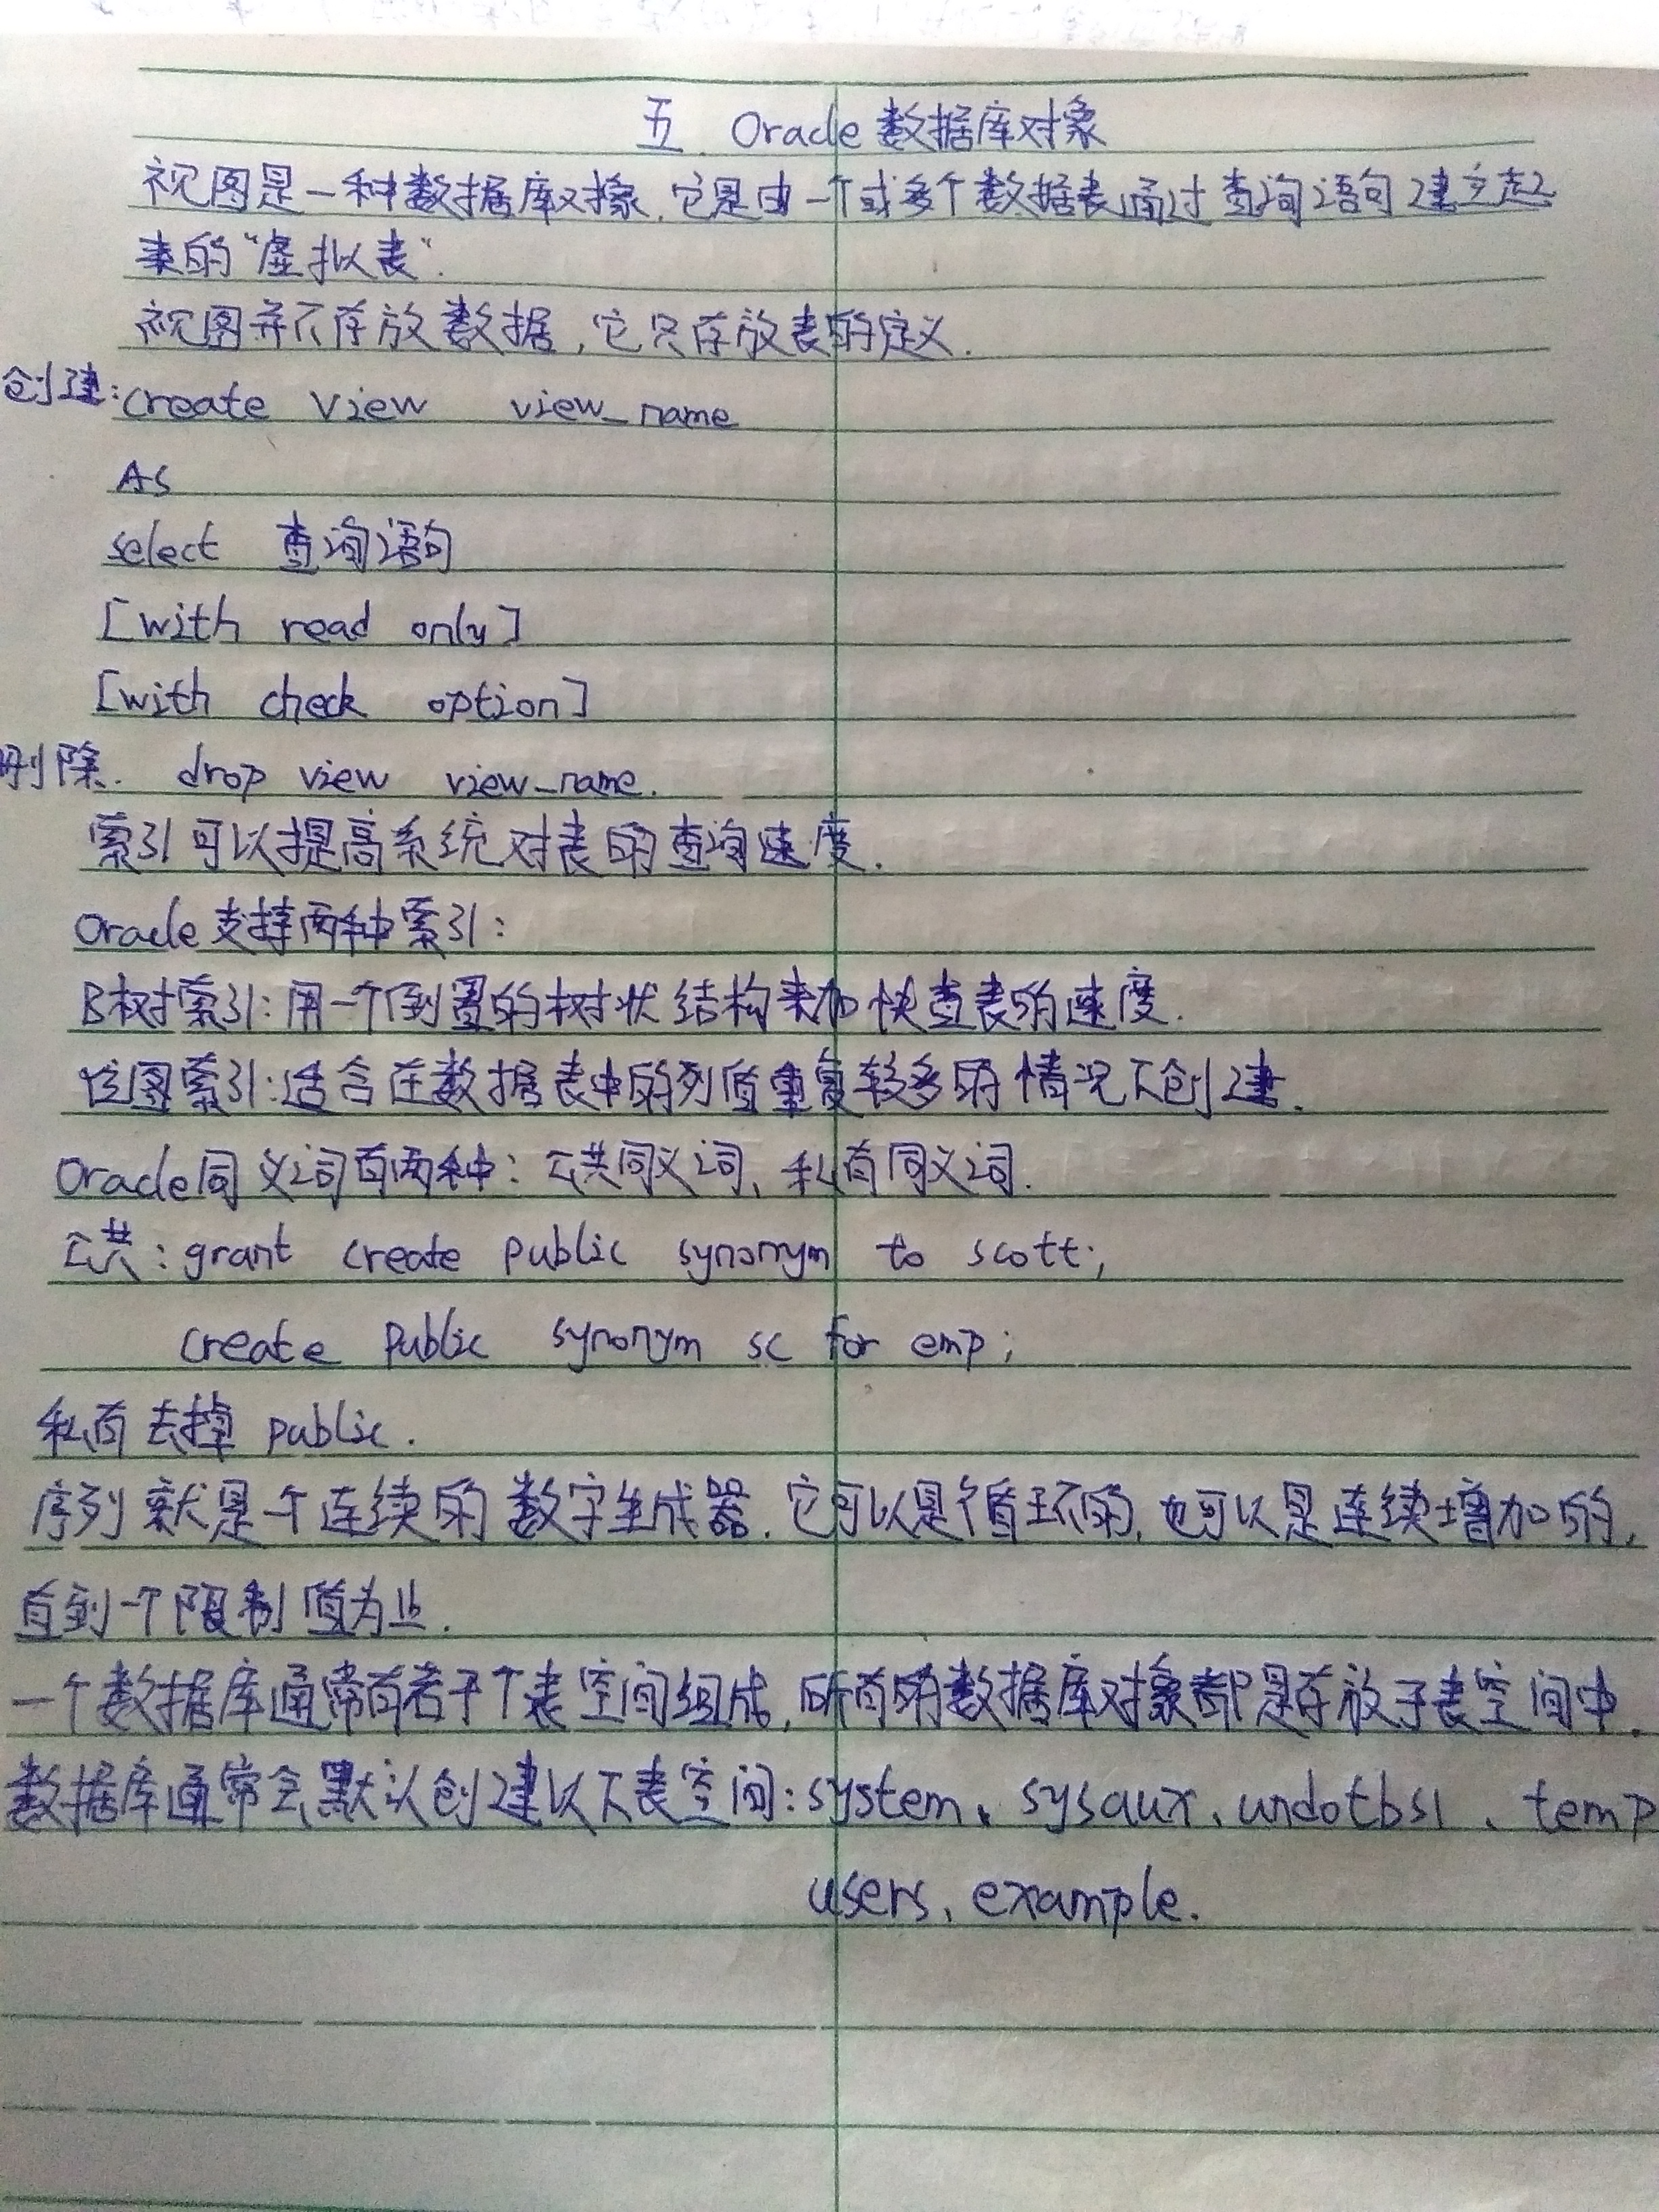 五、Oracle数据库对象
视图是一种数据库对象,它是由一个或多个数据表通过查询语句建立起
来的“虚拟表”.
视图并不存放数据,它只存放表的定义.
创建:create view view_name
As
select 查询语句
[with read only]
[with check option]
删除. drop view view_name.
索引可以提高系统对表的查询速度.
Oracle支持两种索引:
B树索引:用一个倒置的树状结构来加快查表的速度.
位图索引:适合在数据表中的列值重复较多的情况下创建.
Oracle同义词有两种:公共同义词、私有同义词.
公共:grant create public synonym to scott;
create public synonym sc for emp;
私有去掉public.
序列就是一个连续的数字生成器.它可以是循环的,也可以是连续增加的,
直到一个限制值为止.
一个数据库通常有若干个表空间组成,所有的数据库对象都是存放于表空间中.
数据库通常会默认创建以下表空间:system、sysaux、undotbs1、temp
users、example.